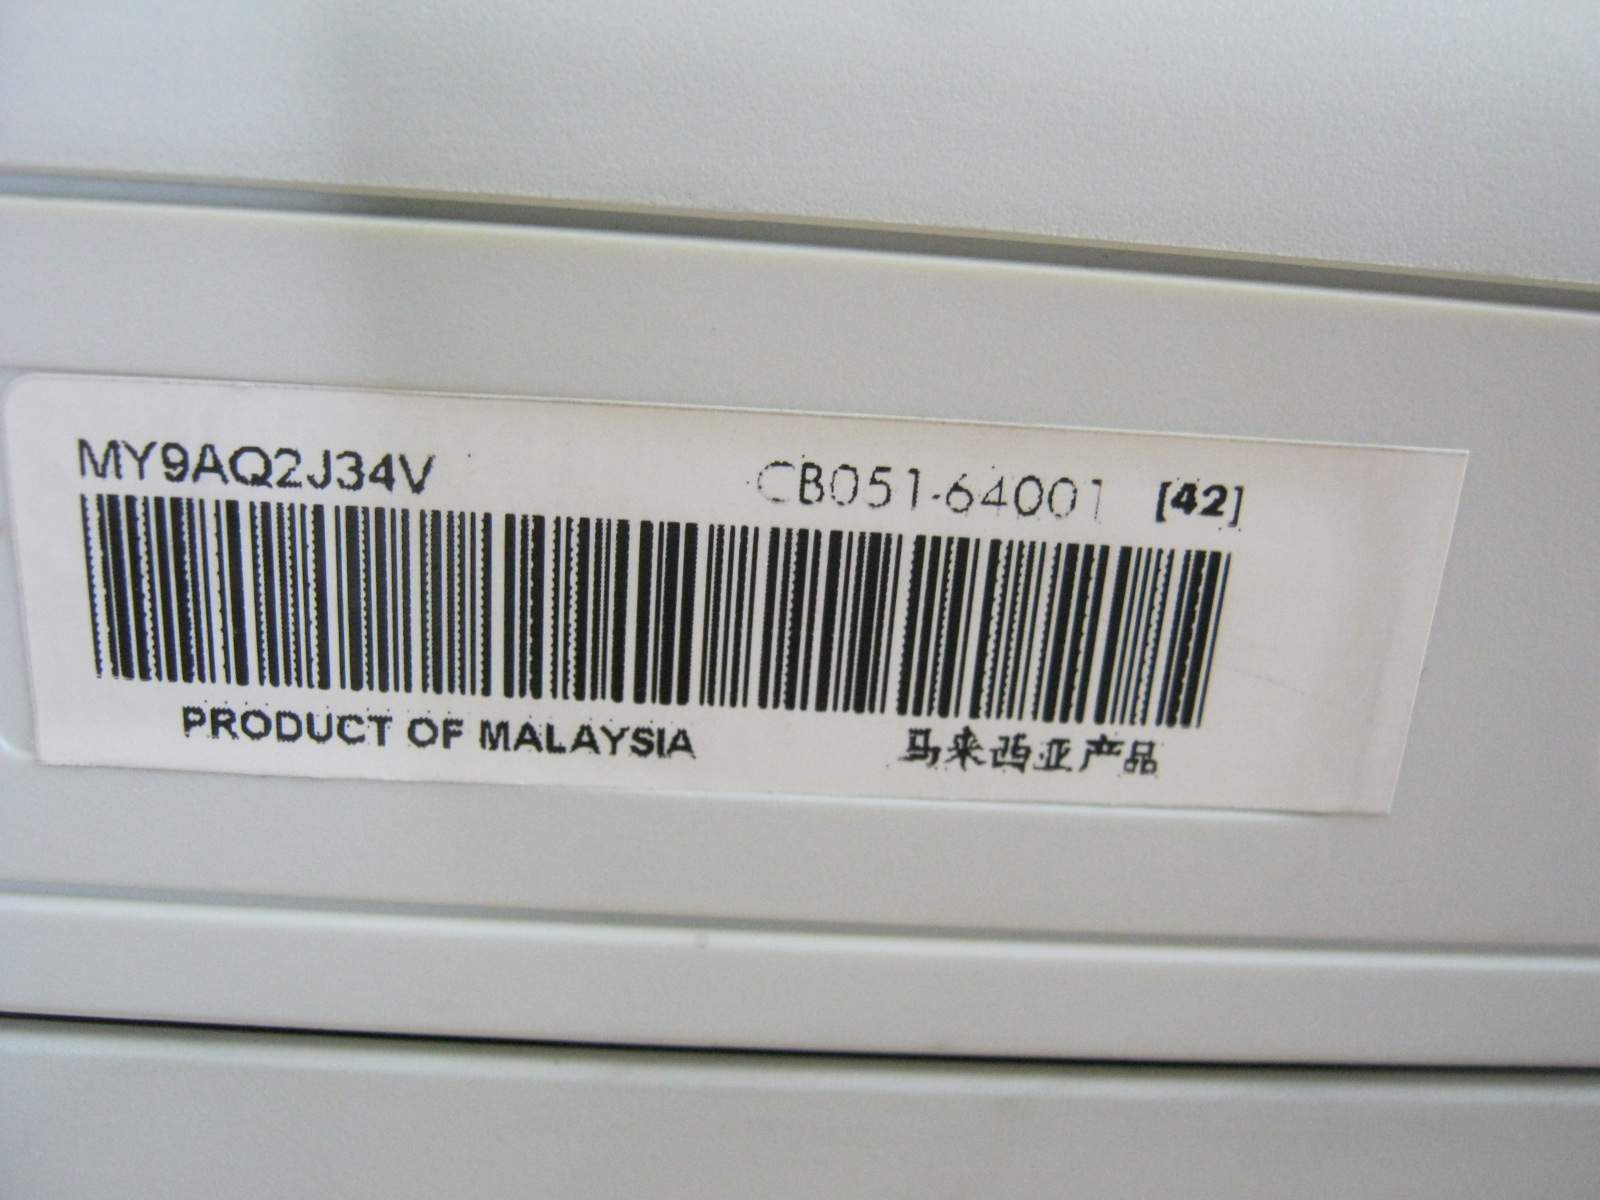 MY9AQ2J34V CB051-64001 [42]
PRODUCT OF MALAYSIA 马来西亚产品